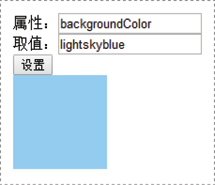 属性：backgroundColor
取值：lightskyblue
设置